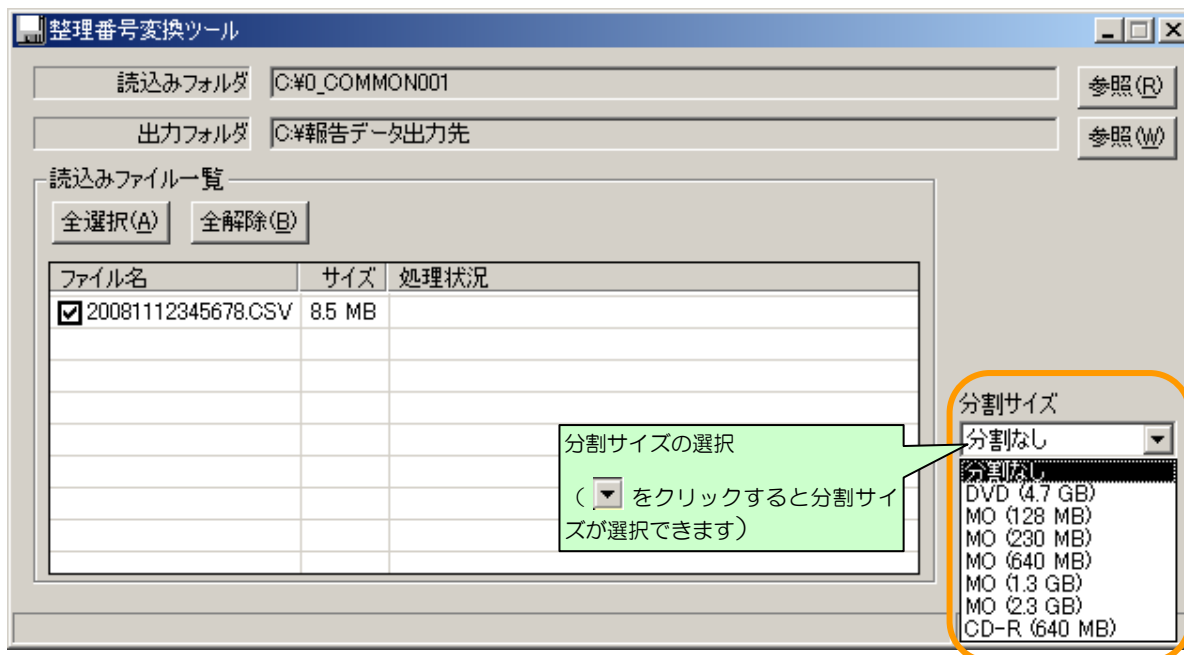 整理番号変換ツール
読込みフォルダ C:¥0_COMMON001 参照(R)
出力フォルダ C:¥報告データ出力先 参照(W)
読込みファイル一覧
全選択(A) 全解除(B)
ファイル名 サイズ 処理状況
20081112345678.CSV 8.5 MB
分割サイズ
分割なし
分割なし
DVD (4.7 GB)
MO (128 MB)
MO (230 MB)
MO (640 MB)
MO (1.3 GB)
MO (2.3 GB)
CD-R (640 MB)
分割サイズの選択
( をクリックすると分割サイ
ズが選択できます)